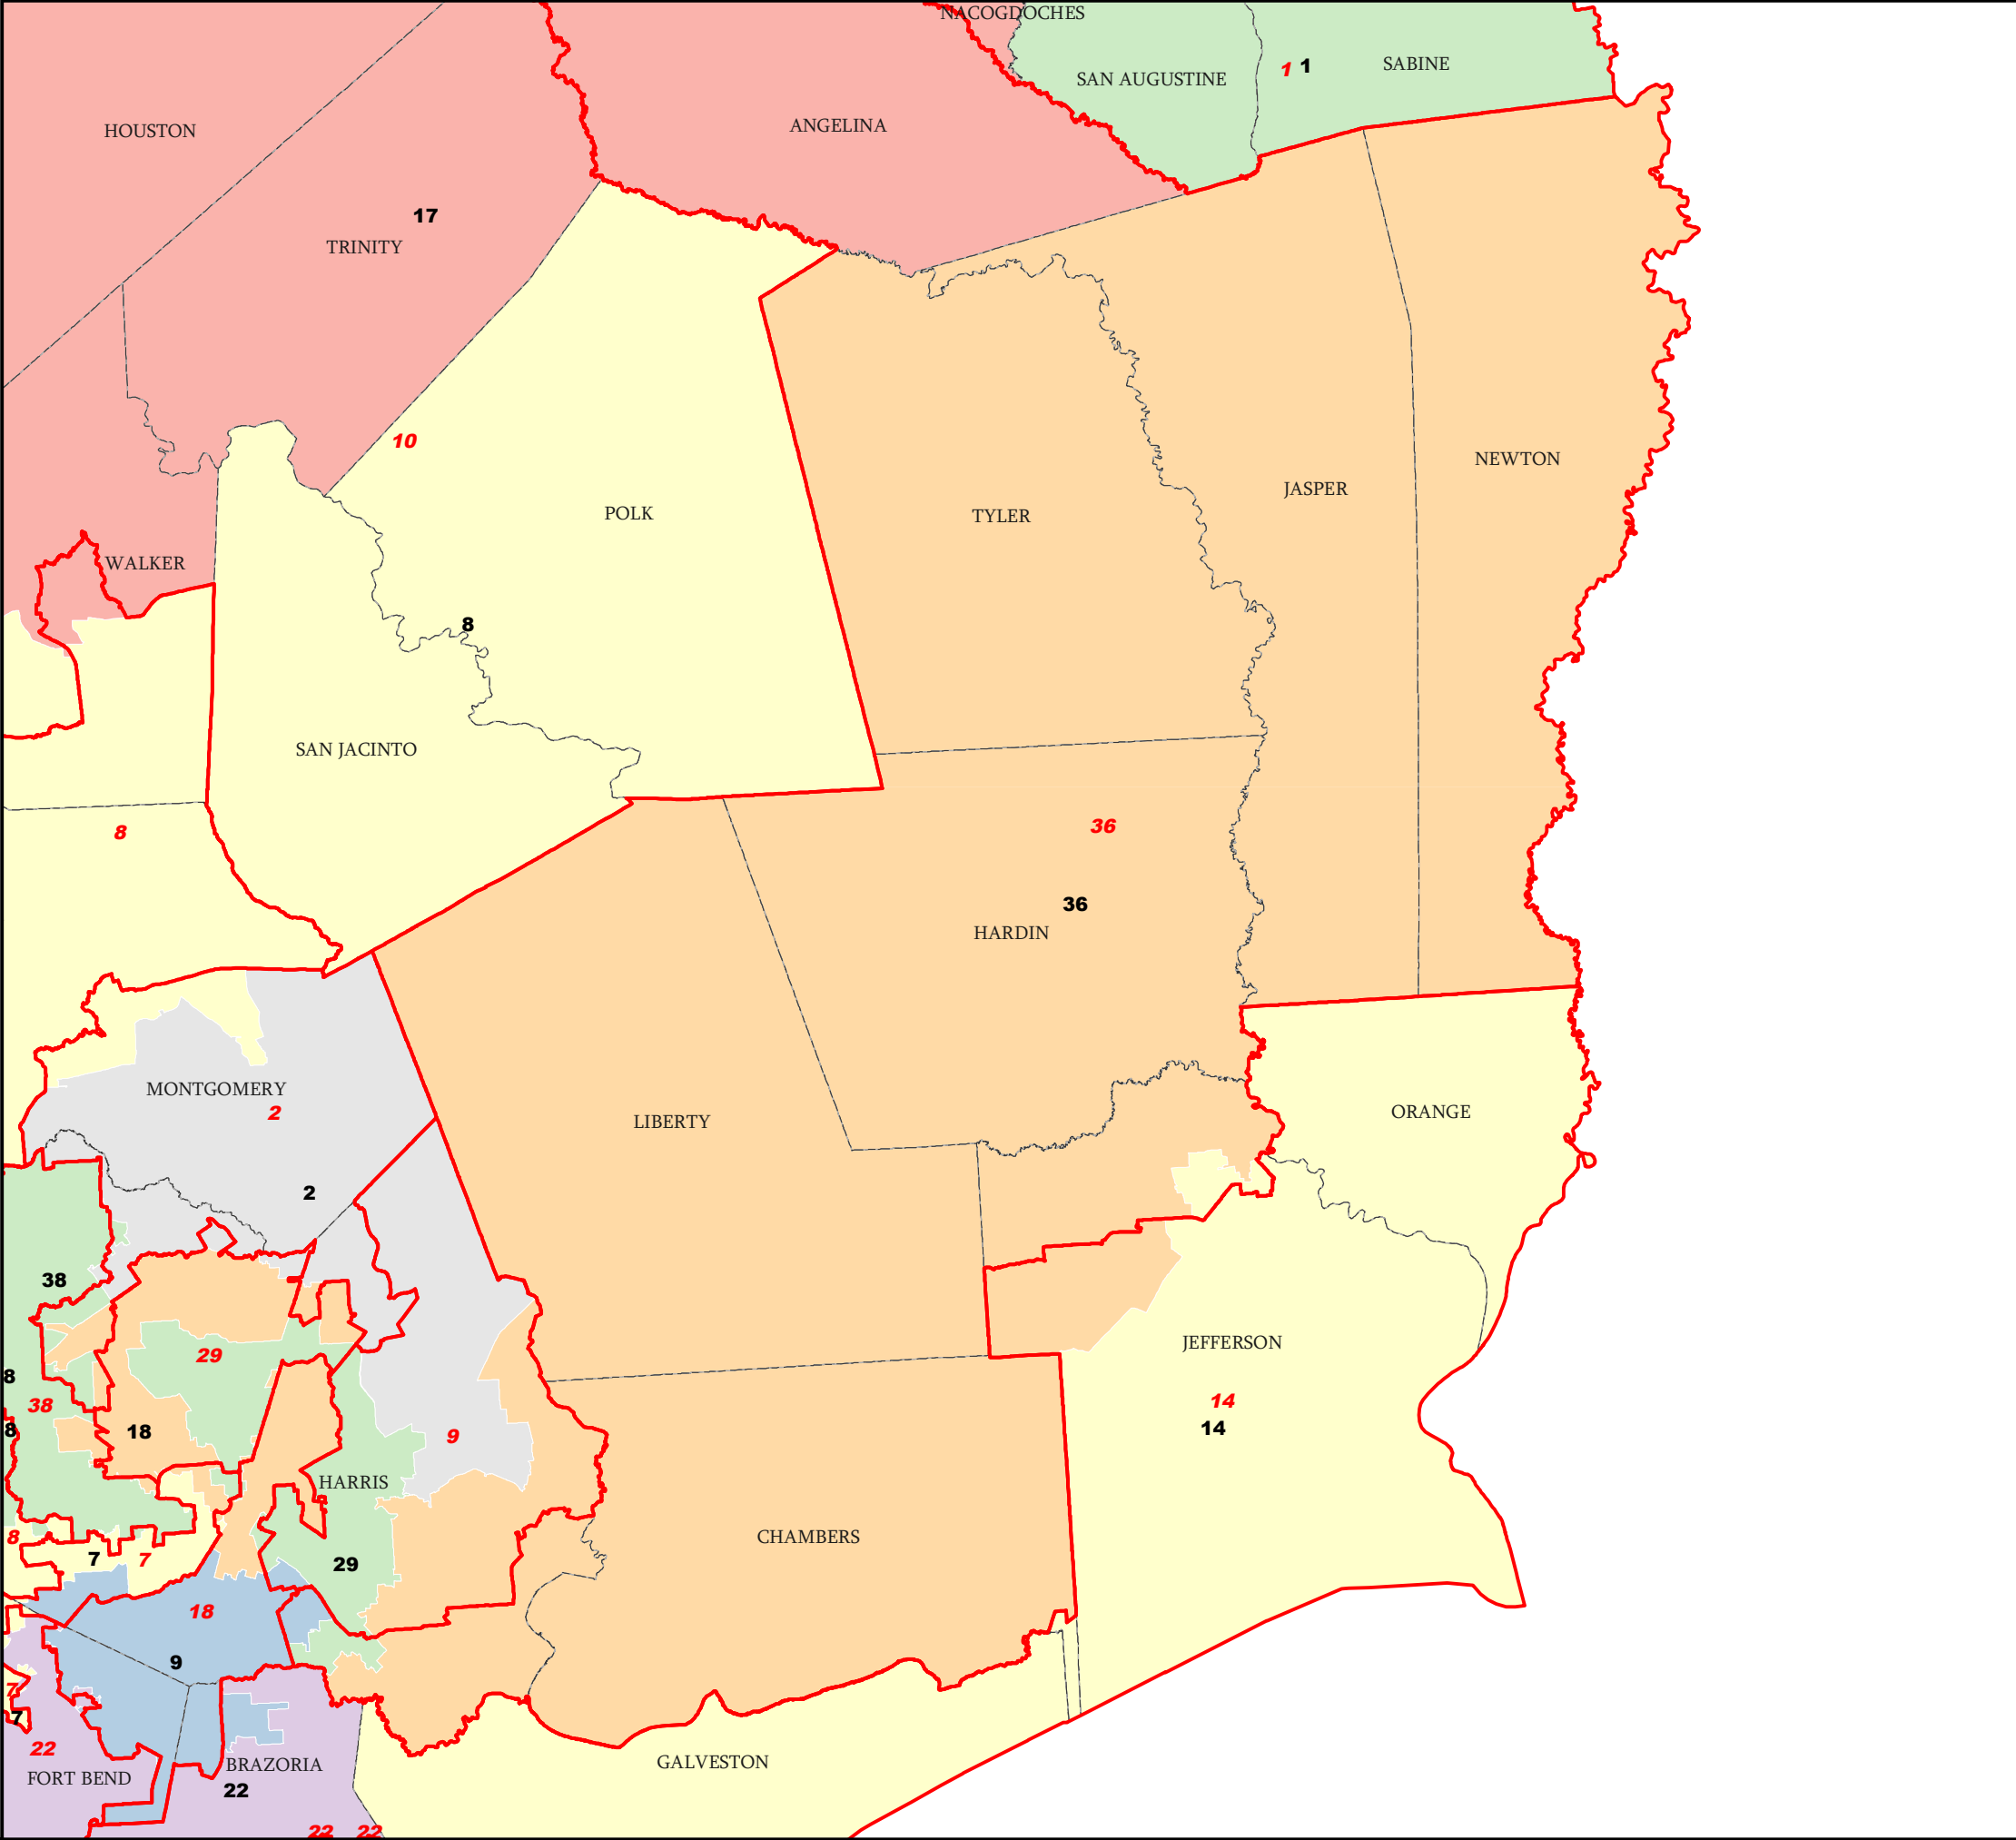 NACOGDOCHES
SAN AUGUSTINE
1 1
SABINE
HOUSTON
ANGELINA
17
TRINITY
10
POLK
TYLER
JASPER
NEWTON
WALKER
8
SAN JACINTO
8
36
36
HARDIN
MONTGOMERY
2
LIBERTY
ORANGE
2
38
JEFFERSON
29
8
38
14
14
18
9
8
HARRIS
CHAMBERS
8
7
7
29
18
9
7
7
22
GALVESTON
FORT BEND
BRAZORIA
22
22
22